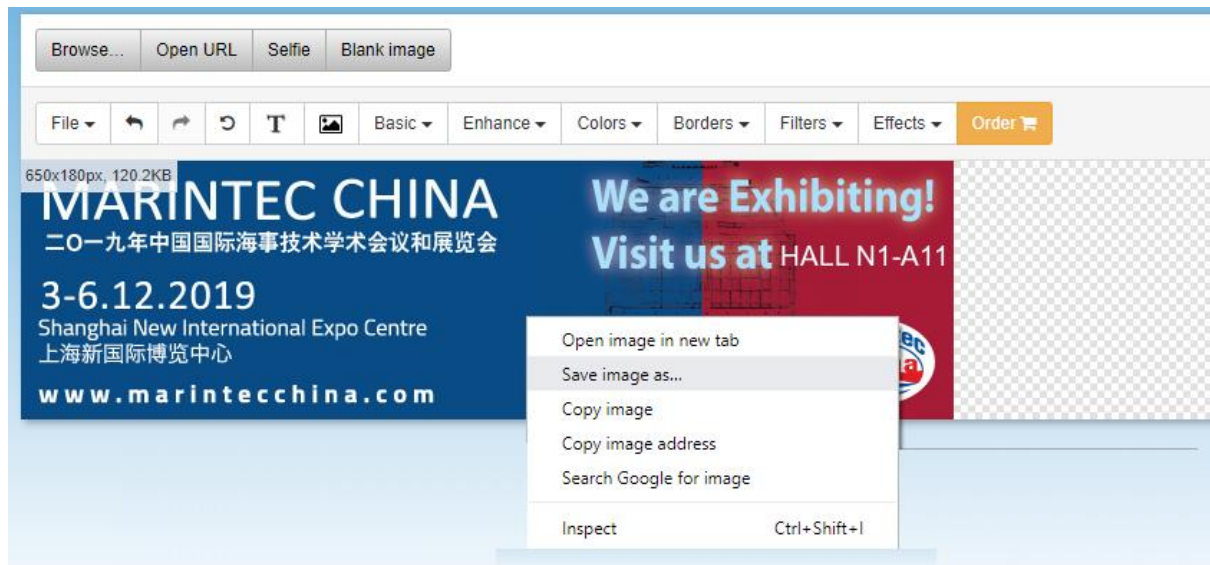 Browse... Open URL Selfie Blank image
File T Basic Enhance Colors Borders Filters Effects Order
650x180px, 120.2KB
MARINTEC CHINA
二O一九年中国国际海事技术学术会议和展览会
3-6.12.2019
Shanghai New International Expo Centre
上海新国际博览中心
www.marintecchina.com
We are Exhibiting!
Visit us at HALL N1-A11
Open image in new tab
Save image as...
Copy image
Copy image address
Search Google for image
Inspect Ctrl+Shift+I